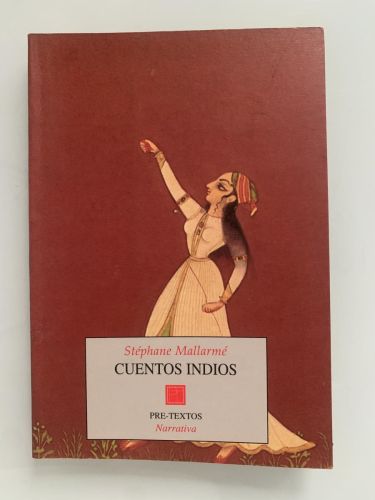 Stéphane Mallarmé
CUENTOS INDIOS
PRE-TEXTOS
Narrativa